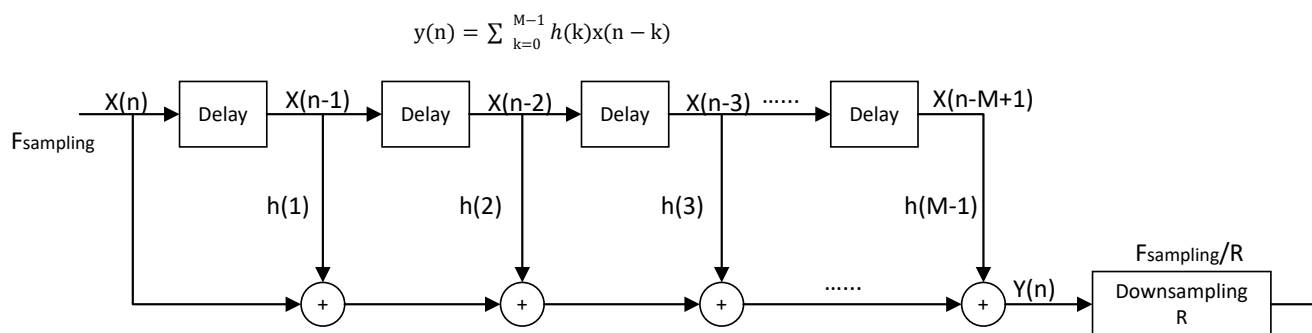 y(n) = ∑ M−1 k=0 h(k)x(n − k)
X(n) Delay X(n-1) Delay X(n-2) Delay X(n-3) ...... Delay X(n-M+1)
Fsampling
h(1) h(2) h(3) h(M-1)
Fsampling/R
+ + + ...... + Y(n) Downsampling
R